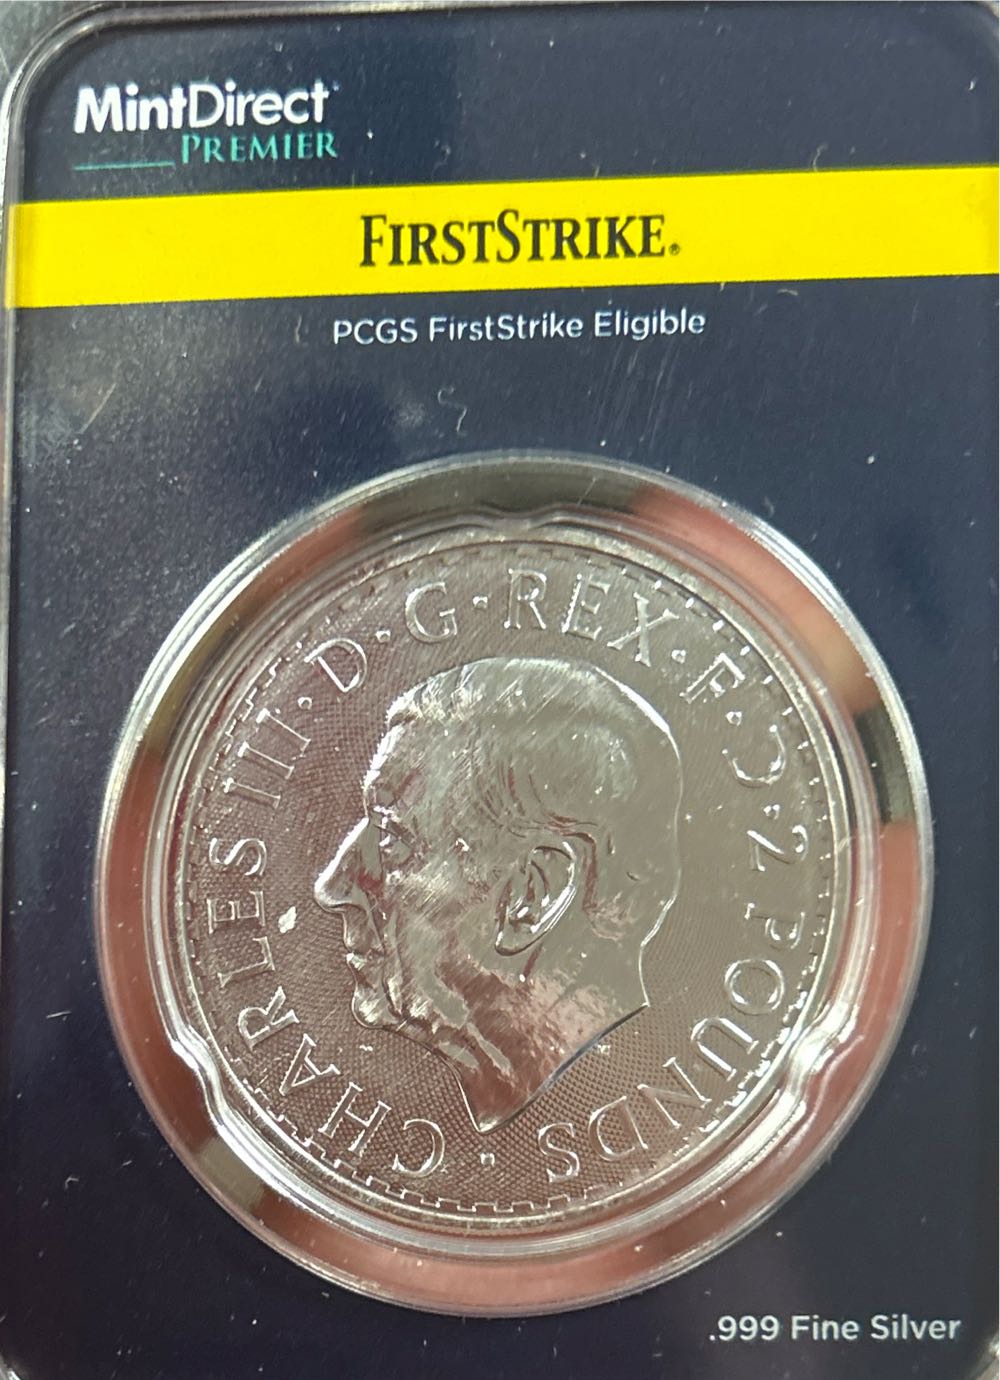 MintDirect
PREMIER
FIRSTSTRIKE®
PCGS FirstStrike Eligible
CHARLES III · D · G · REX · F · D · 2 POUNDS ·
.999 Fine Silver